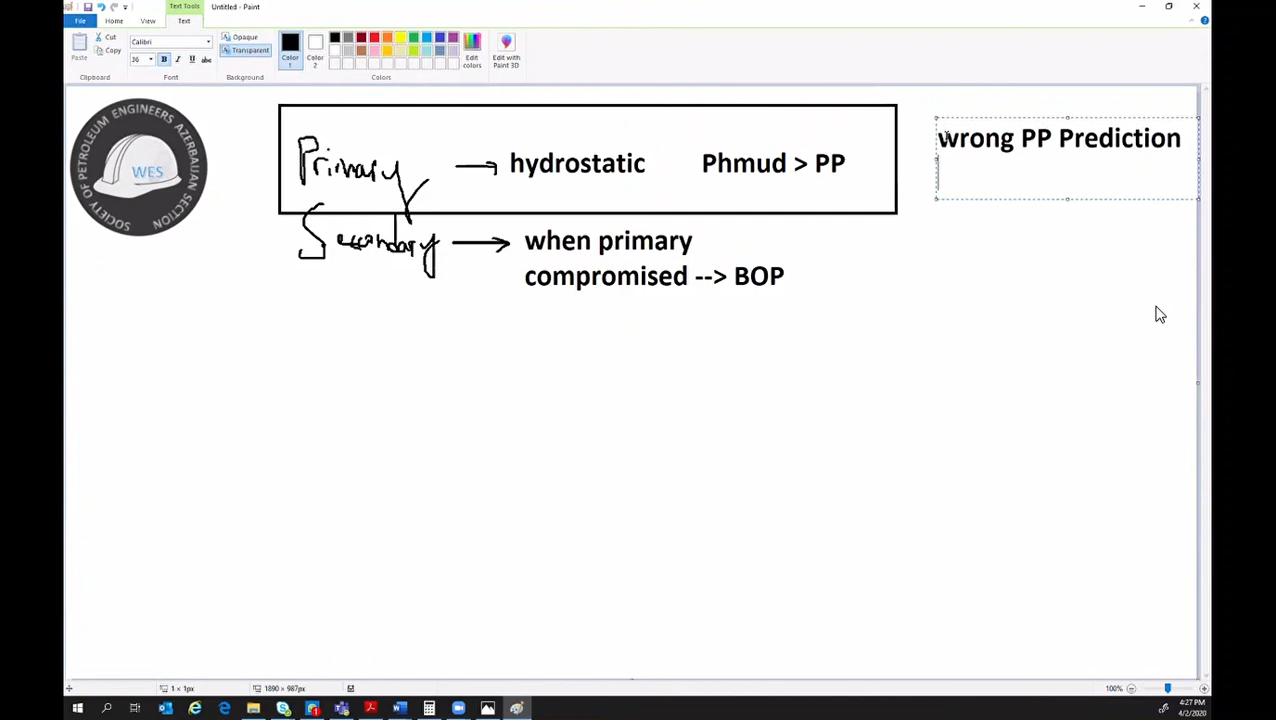 Text Tools
Untitled - Paint
File
Home
View
Text
Paste
Cut
Copy
Clipboard
Calibri
36
B
I
U
abc
Font
Opaque
Transparent
Background
Color
1
Color
2
Edit
colors
Colors
Edit with
Paint 3D
SOCIETY OF PETROLEUM ENGINEERS AZERBAIJAN SECTION
WES
Primary
hydrostatic
Phmud > PP
wrong PP Prediction
Secondary
when primary
compromised --> BOP
1 × 1px
1890 × 987px
100%
4:27 PM
4/2/2020